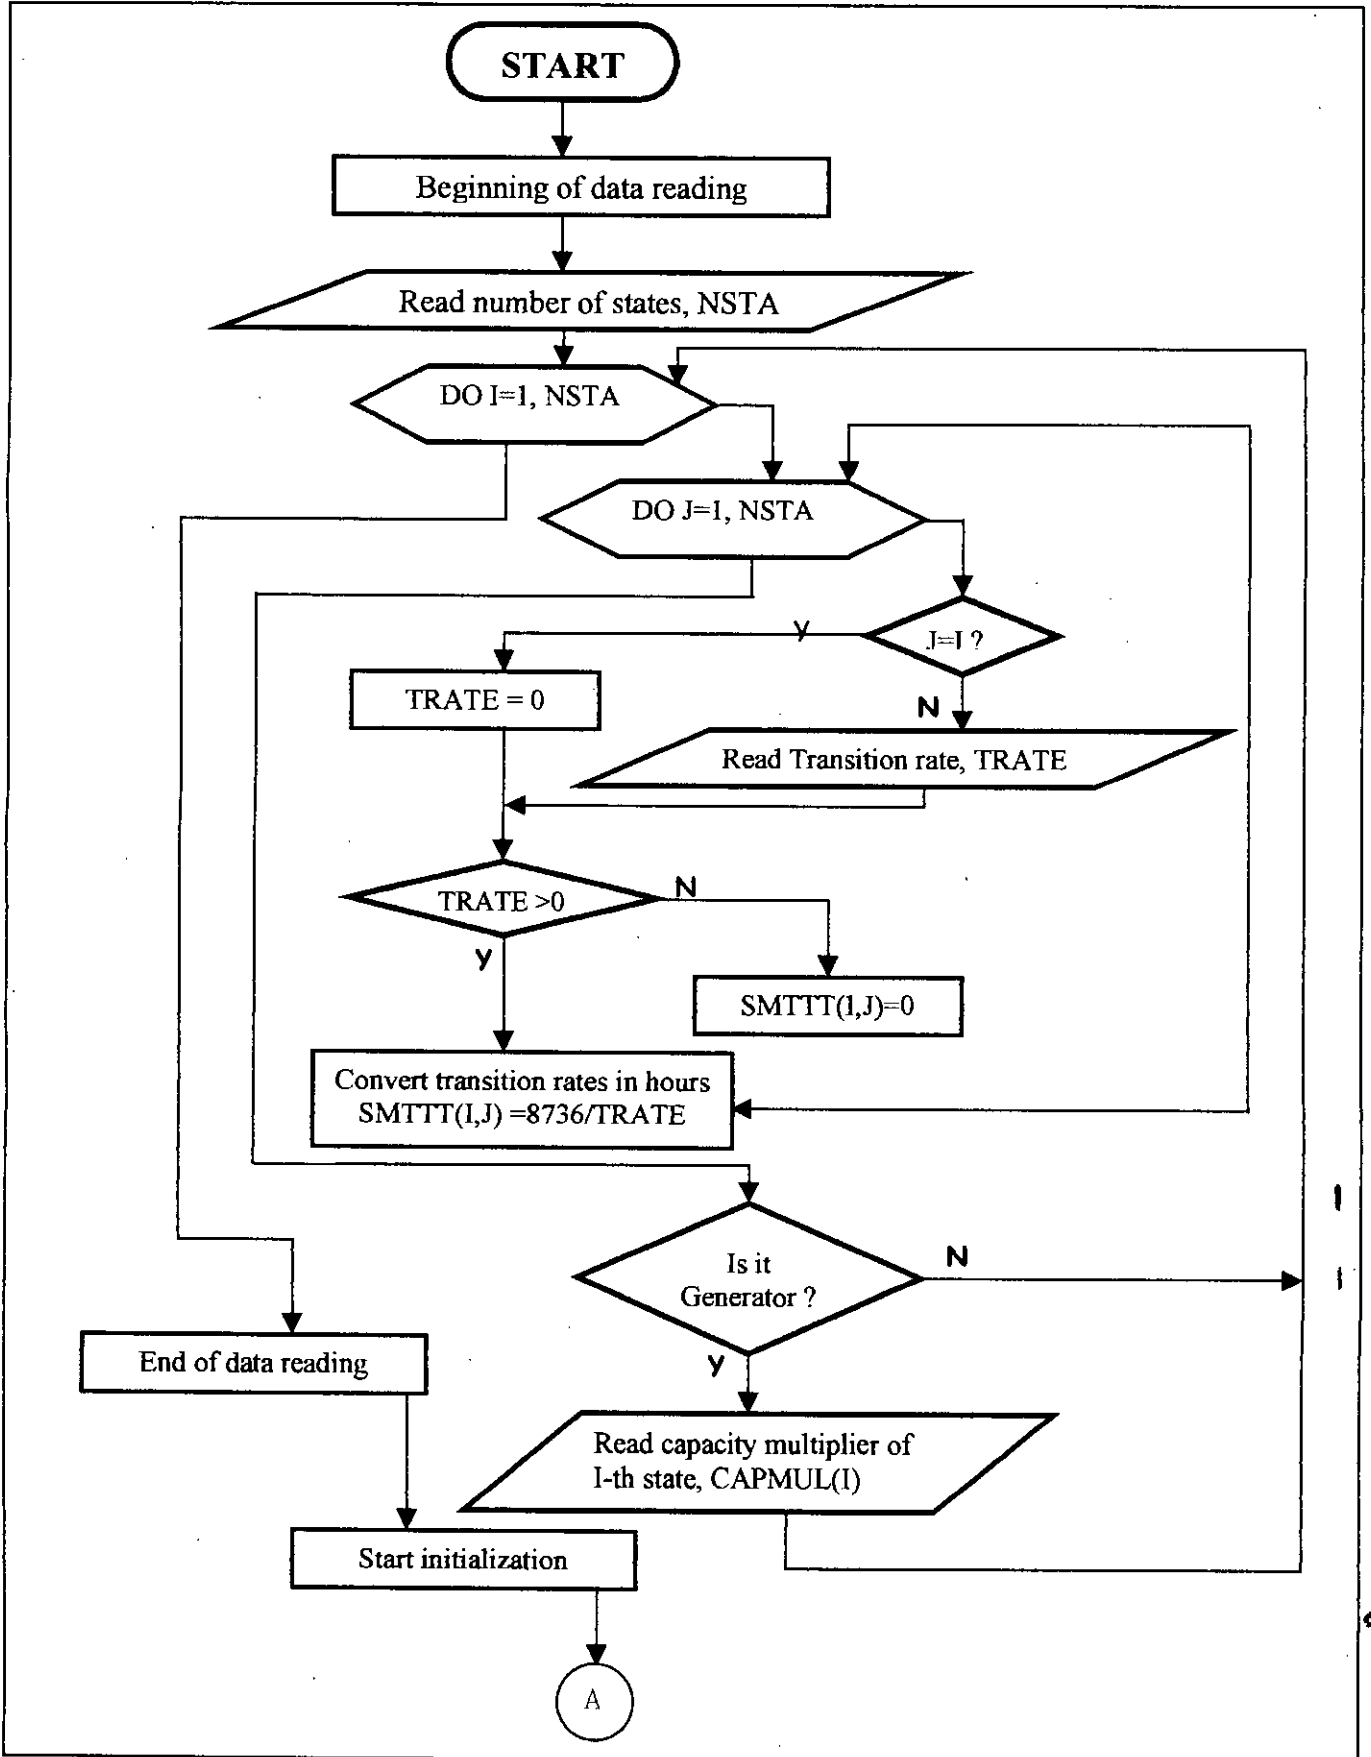 START
Beginning of data reading
Read number of states, NSTA
DO I=1, NSTA
DO J=1, NSTA
J=I ?
Y
TRATE = 0
N
Read Transition rate, TRATE
TRATE >0
N
Y
SMTTT(I,J)=0
Convert transition rates in hours
SMTTT(I,J) =8736/TRATE
Is it
Generator ?
N
Y
End of data reading
Read capacity multiplier of
I-th state, CAPMUL(I)
Start initialization
A